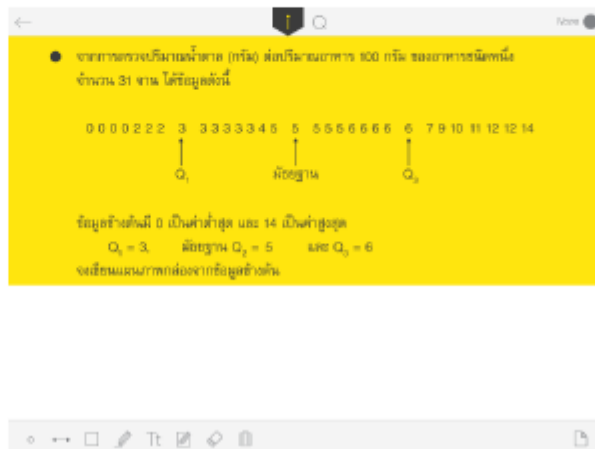 จากการตรวจปริมาณน้ำตาล (กรัม) ต่อปริมาณอาหาร 100 กรัม ของอาหารชนิดหนึ่ง
จำนวน 31 จาน ได้ข้อมูลดังนี้
0 0 0 0 2 2 2 3 3 3 3 3 3 4 5 5 5 5 5 6 6 6 6 6 7 9 10 11 12 12 14
Q₁ มัธยฐาน Q₃
ข้อมูลข้างต้นมี 0 เป็นค่าต่ำสุด และ 14 เป็นค่าสูงสุด
Q₁ = 3, มัธยฐาน Q₂ = 5 และ Q₃ = 6
จงเขียนแผนภาพกล่องจากข้อมูลข้างต้น
Tt